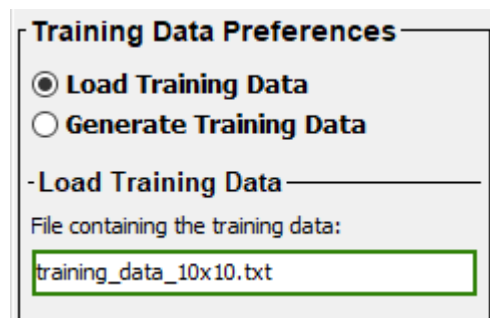 Training Data Preferences
Load Training Data
Generate Training Data
Load Training Data
File containing the training data:
training_data_10x10.txt